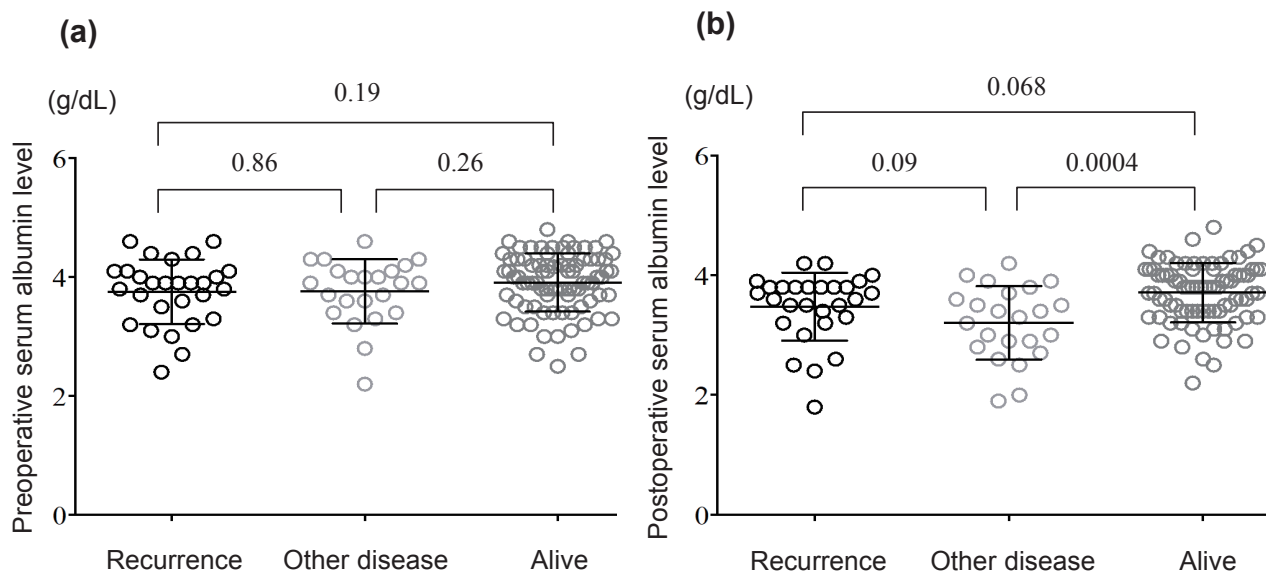 (a)
(g/dL)
0.19
0.86
0.26
Preoperative serum albumin level
6
4
2
0
Recurrence
Other disease
Alive
(b)
(g/dL)
0.068
0.09
0.0004
Postoperative serum albumin level
6
4
2
0
Recurrence
Other disease
Alive